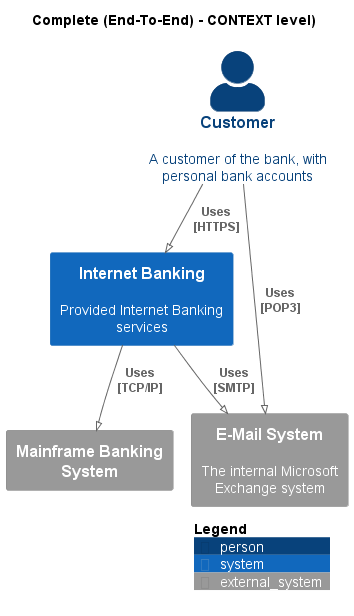 Complete (End-To-End) - CONTEXT level)
Customer
A customer of the bank, with
personal bank accounts
Uses
[HTTPS]
Internet Banking
Provided Internet Banking
services
Uses
[POP3]
Uses
[TCP/IP]
Uses
[SMTP]
Mainframe Banking
System
E-Mail System
The internal Microsoft
Exchange system
Legend
person
system
external_system